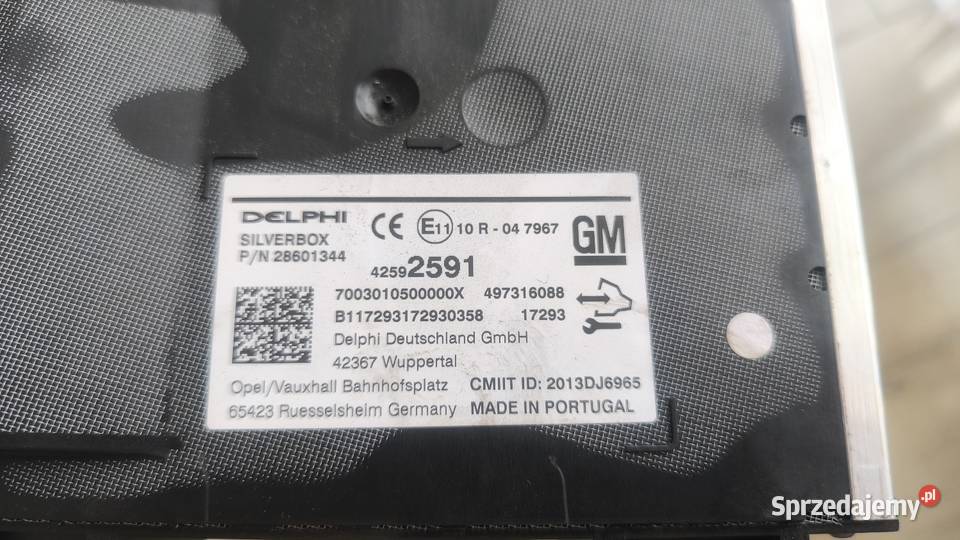 DELPHI
CE E11 10 R - 04 7967
GM
SILVERBOX
P/N 28601344
42592591
7003010500000X 497316088
B117293172930358 17293
Delphi Deutschland GmbH
42367 Wuppertal
Opel/Vauxhall Bahnhofsplatz CMIIT ID: 2013DJ6965
65423 Ruesselsheim Germany MADE IN PORTUGAL
Sprzedajemy.pl